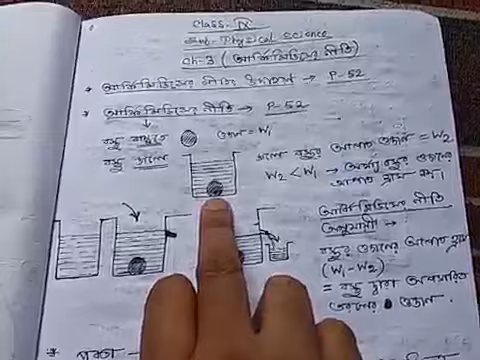 Class - IX
Sub - Physical Science
Ch-3 (আর্কিমিডিসের নীতি)
* আর্কিমিডিসের নীতির উদাহরণ → P-52
* আর্কিমিডিসের নীতি → P-52
বস্তু বায়ুতে
ওজন = W₁
বস্তু জলে
জলে বস্তুর আপাত ওজন = W₂
W₂ < W₁ → অর্থাৎ বস্তুর ওজনের
আপাত হ্রাস হয়।
আর্কিমিডিসের নীতি
অনুযায়ী →
বস্তুর ওজনের আপাত হ্রাস
(W₁ - W₂)
= বস্তু দ্বারা অপসারিত
তরলের ওজন.